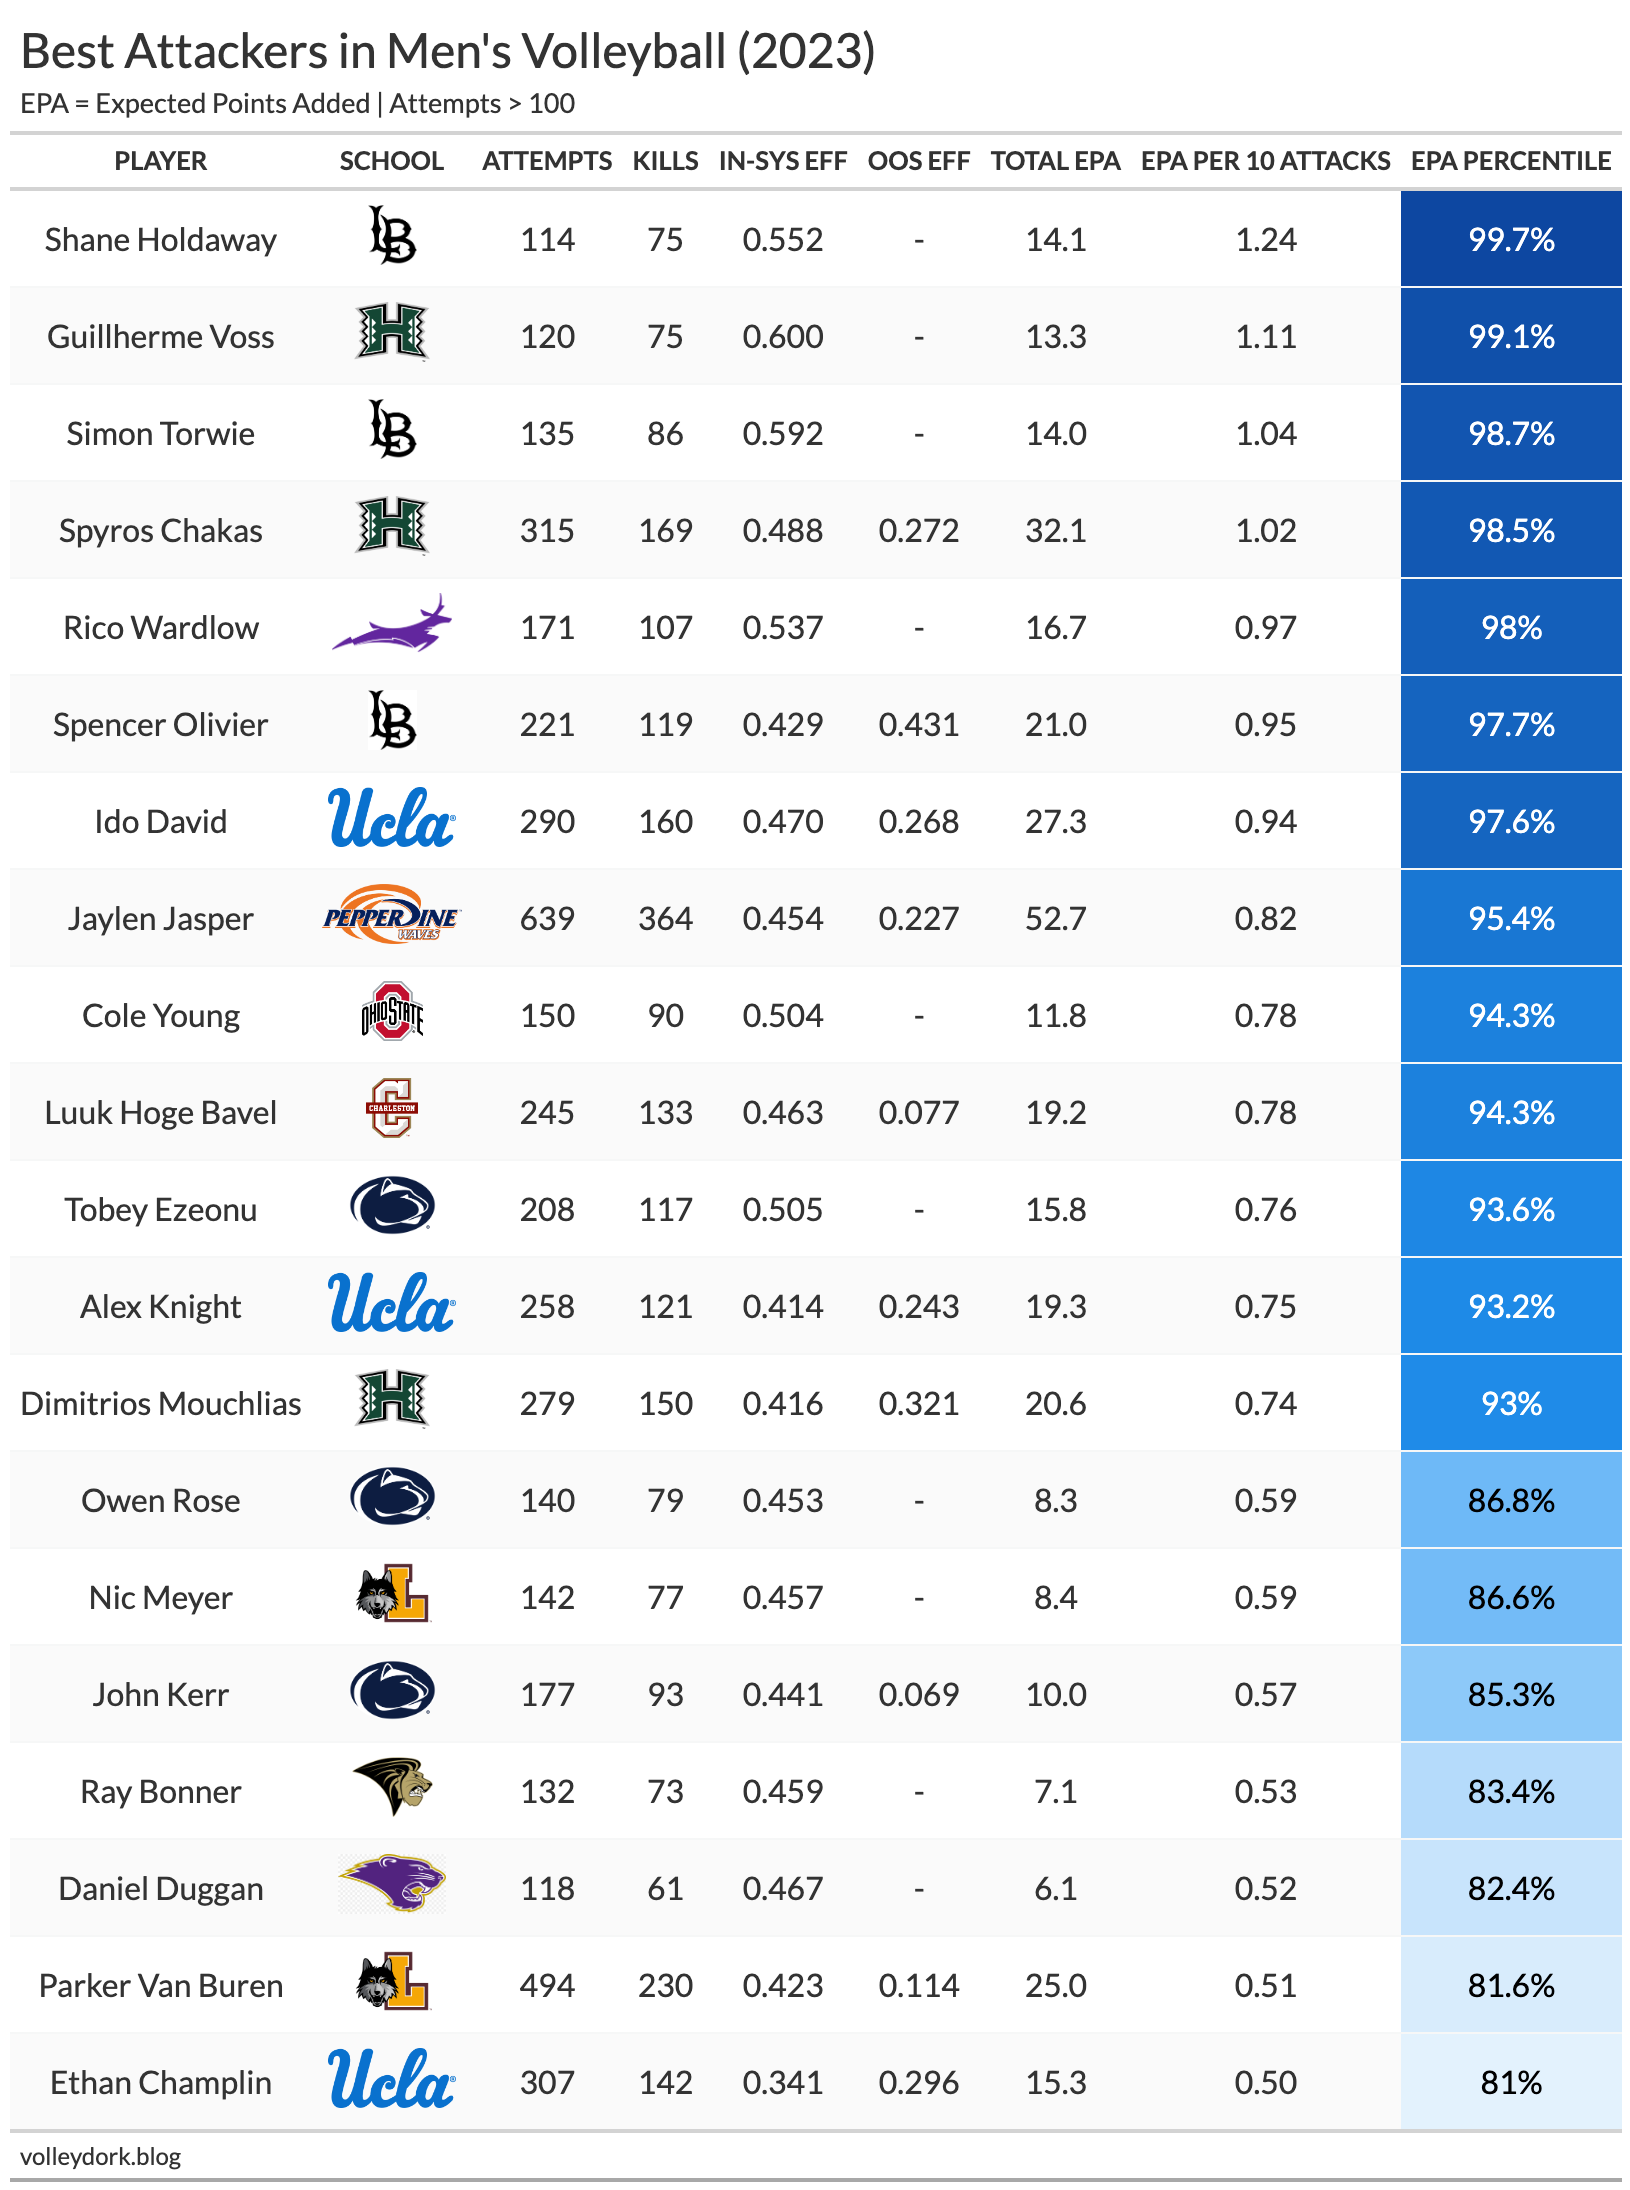 Best Attackers in Men's Volleyball (2023)
EPA = Expected Points Added | Attempts > 100
PLAYER SCHOOL ATTEMPTS KILLS IN-SYS EFF OOS EFF TOTAL EPA EPA PER 10 ATTACKS EPA PERCENTILE
Shane Holdaway LB 114 75 0.552 - 14.1 1.24 99.7%
Guillherme Voss H 120 75 0.600 - 13.3 1.11 99.1%
Simon Torwie LB 135 86 0.592 - 14.0 1.04 98.7%
Spyros Chakas H 315 169 0.488 0.272 32.1 1.02 98.5%
Rico Wardlow 171 107 0.537 - 16.7 0.97 98%
Spencer Olivier LB 221 119 0.429 0.431 21.0 0.95 97.7%
Ido David Ucla 290 160 0.470 0.268 27.3 0.94 97.6%
Jaylen Jasper PEPPERDINE WAVES 639 364 0.454 0.227 52.7 0.82 95.4%
Cole Young OHIO STATE 150 90 0.504 - 11.8 0.78 94.3%
Luuk Hoge Bavel C CHARLESTON 245 133 0.463 0.077 19.2 0.78 94.3%
Tobey Ezeonu 208 117 0.505 - 15.8 0.76 93.6%
Alex Knight Ucla 258 121 0.414 0.243 19.3 0.75 93.2%
Dimitrios Mouchlias H 279 150 0.416 0.321 20.6 0.74 93%
Owen Rose 140 79 0.453 - 8.3 0.59 86.8%
Nic Meyer L 142 77 0.457 - 8.4 0.59 86.6%
John Kerr 177 93 0.441 0.069 10.0 0.57 85.3%
Ray Bonner 132 73 0.459 - 7.1 0.53 83.4%
Daniel Duggan 118 61 0.467 - 6.1 0.52 82.4%
Parker Van Buren L 494 230 0.423 0.114 25.0 0.51 81.6%
Ethan Champlin Ucla 307 142 0.341 0.296 15.3 0.50 81%
volleydork.blog